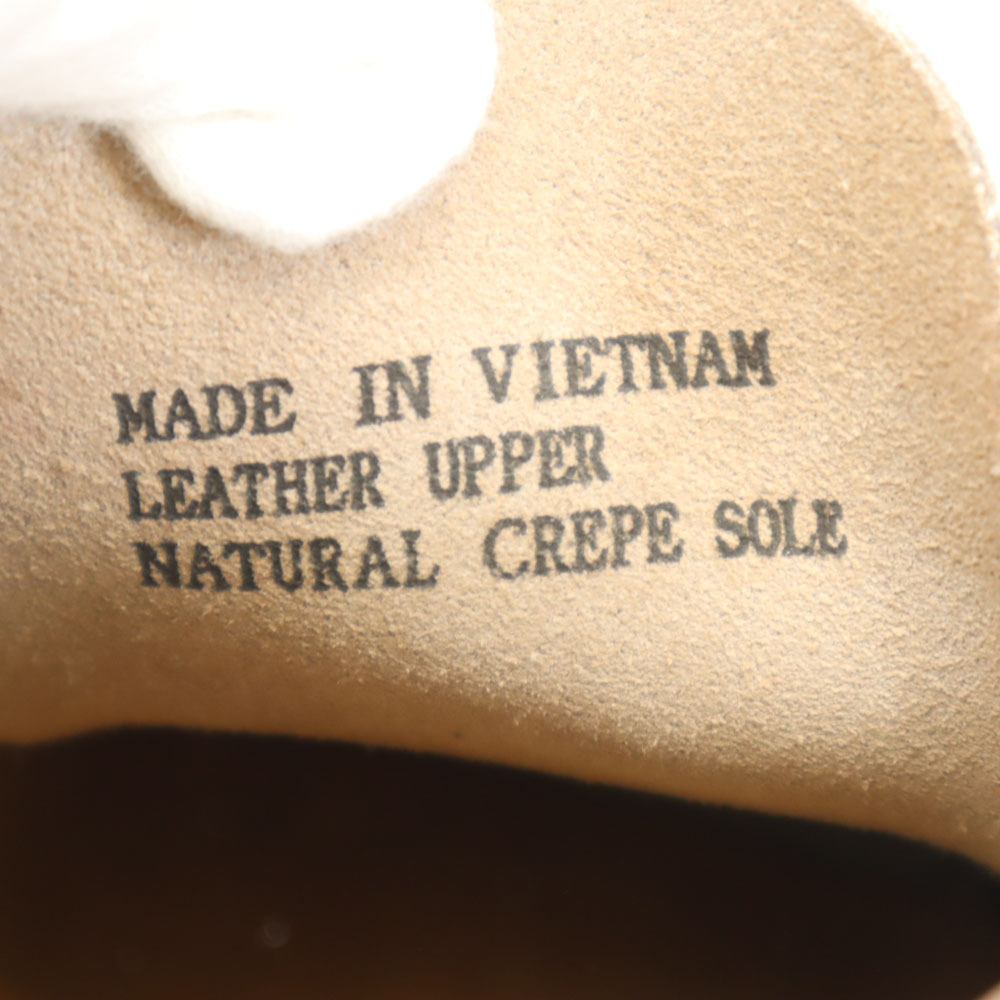 MADE IN VIETNAM
LEATHER UPPER
NATURAL CREPE SOLE